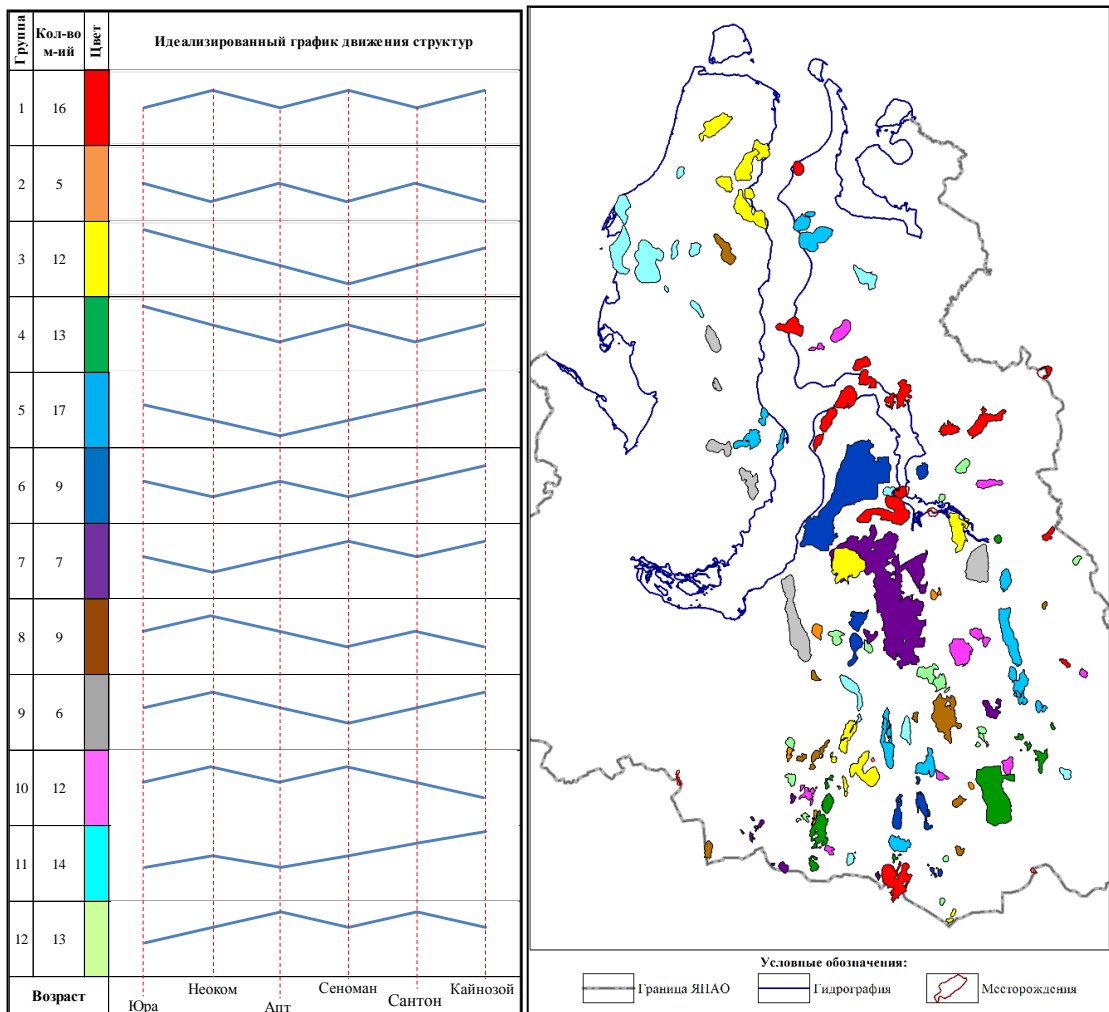 Группа
Кол-во
м-ий
Цвет
Идеализированный график движения структур
1 16
2 5
3 12
4 13
5 17
6 9
7 7
8 9
9 6
10 12
11 14
12 13
Возраст
Юра
Неоком
Апт
Сеноман
Сантон
Кайнозой
Условные обозначения:
Граница ЯНАО
Гидрография
Месторождения